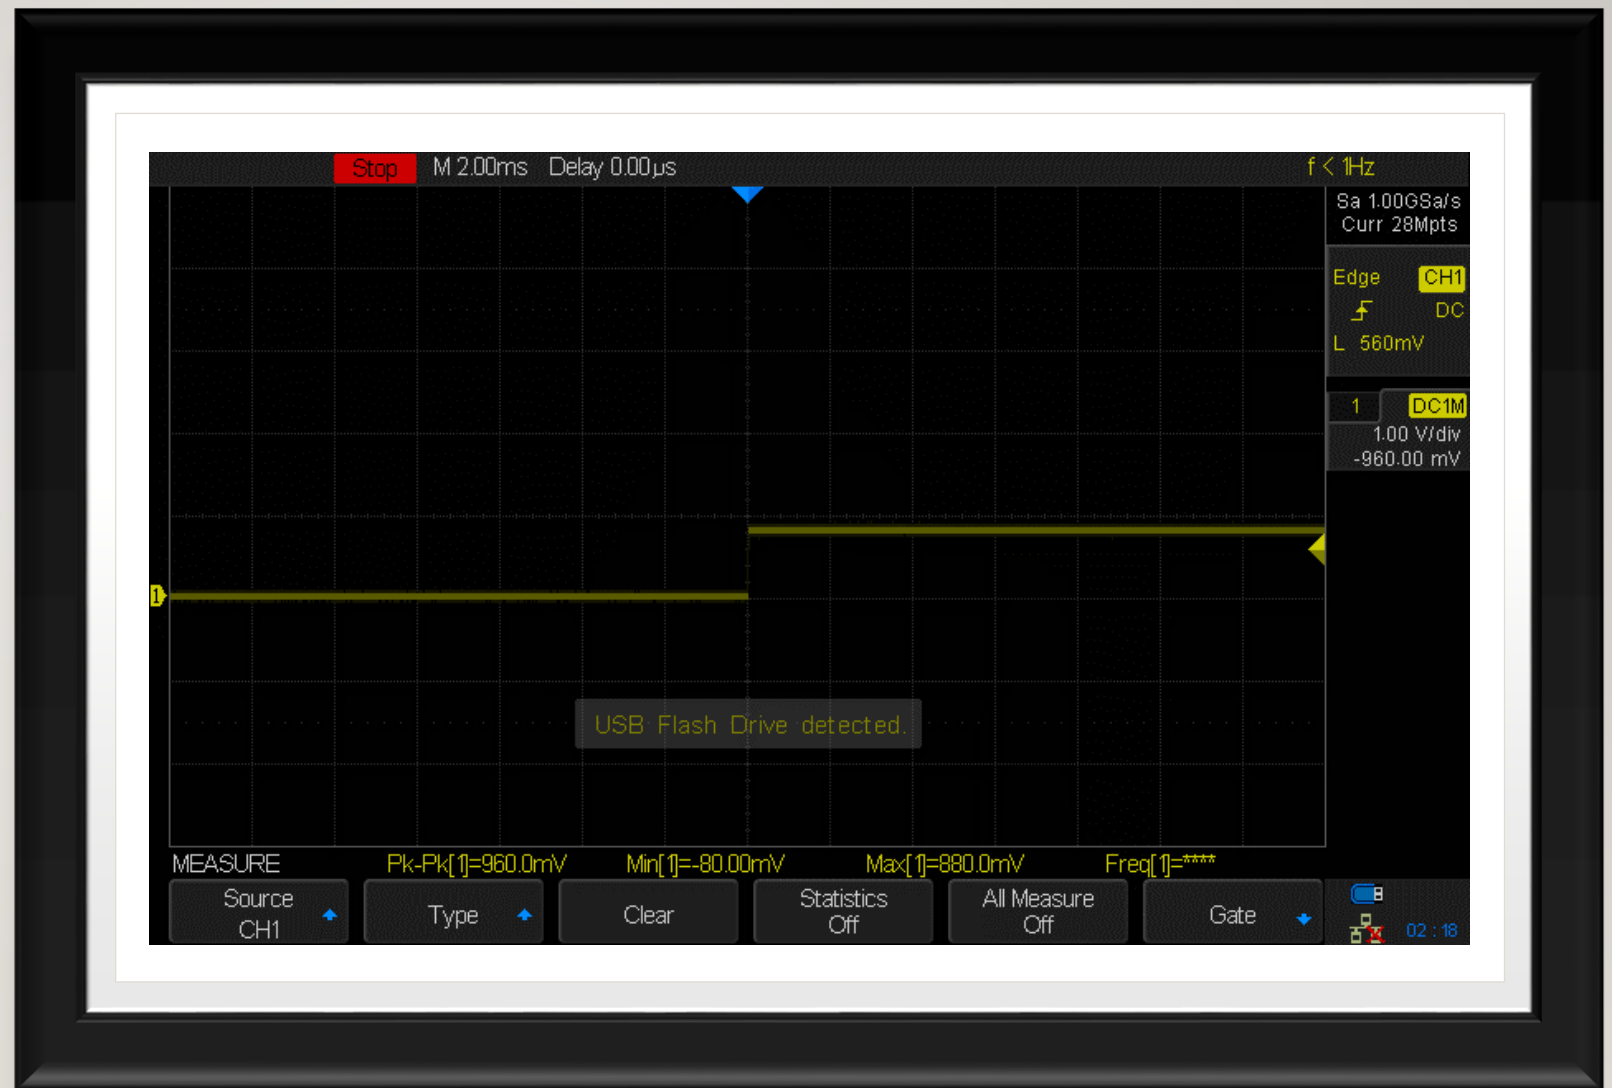 Stop M 2.00ms Delay 0.00µs f < 1Hz
Sa 1.00GSa/s
Curr 28Mpts
Edge CH1
DC
L 560mV
1 DC1M
1.00 V/div
-960.00 mV
1
USB Flash Drive detected.
MEASURE Pk-Pk[1]=960.0mV Min[1]=-80.00mV Max[1]=880.0mV Freq[1]=****
Source
CH1
Type
Clear
Statistics
Off
All Measure
Off
Gate
02:18